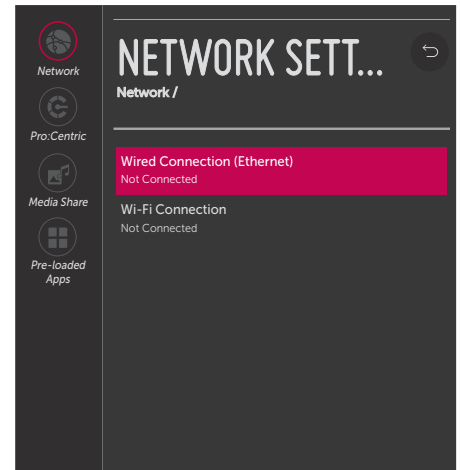 Network
Pro:Centric
Media Share
Pre-loaded
Apps
NETWORK SETT...
Network /
Wired Connection (Ethernet)
Not Connected
Wi-Fi Connection
Not Connected